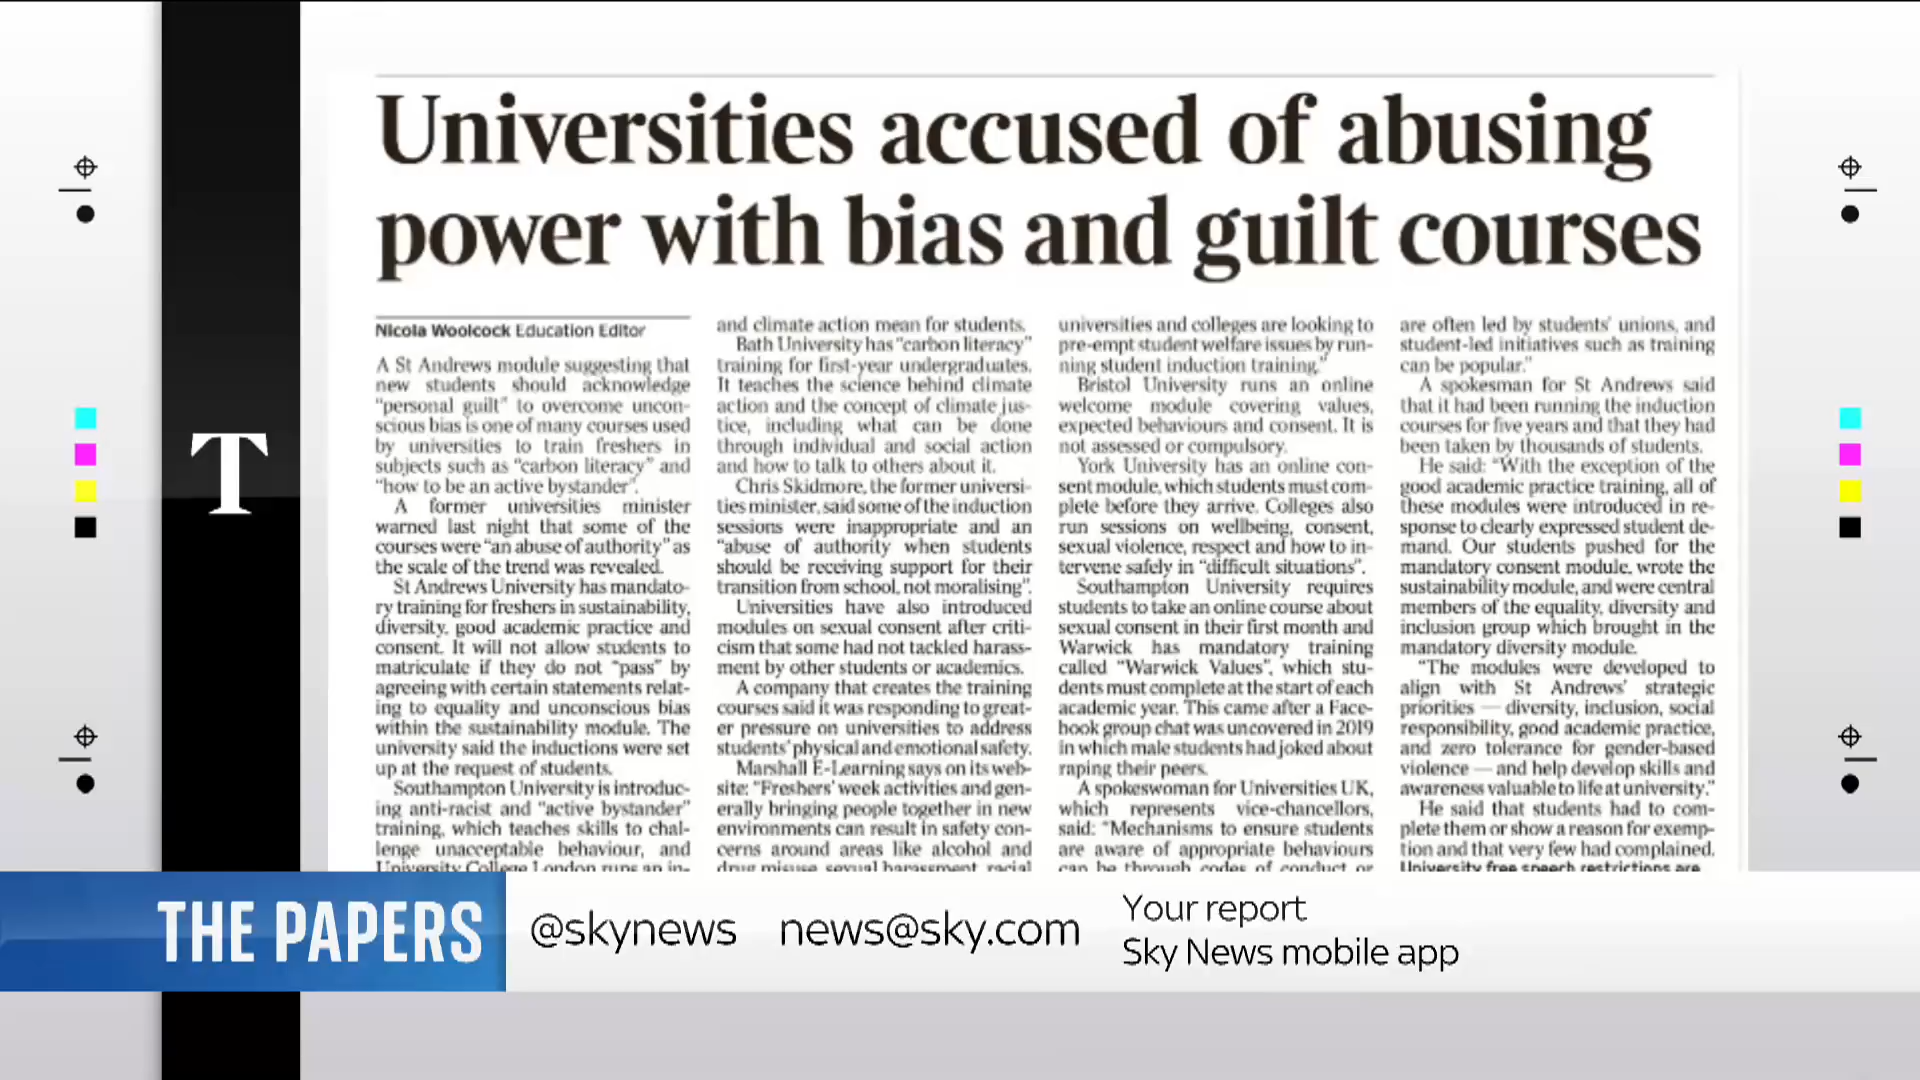 Universities accused of abusing
power with bias and guilt courses
Nicola Woolcock Education Editor
A St Andrews module suggesting that
new students should acknowledge
“personal guilt” to overcome uncon-
scious bias is one of many courses used
by universities to train freshers in
subjects such as “carbon literacy” and
“how to be an active bystander”.
A former universities minister
warned last night that some of the
courses were “an abuse of authority” as
the scale of the trend was revealed.
St Andrews University has mandato-
ry training for freshers in sustainability,
diversity, good academic practice and
consent. It will not allow students to
matriculate if they do not “pass” by
agreeing with certain statements relat-
ing to equality and unconscious bias
within the sustainability module. The
university said the inductions were set
up at the request of students.
Southampton University is introduc-
ing anti-racist and “active bystander”
training, which teaches skills to chal-
lenge unacceptable behaviour, and
University College London runs an in-
and climate action mean for students.
Bath University has “carbon literacy”
training for first-year undergraduates.
It teaches the science behind climate
action and the concept of climate jus-
tice, including what can be done
through individual and social action
and how to talk to others about it.
Chris Skidmore, the former universi-
ties minister, said some of the induction
sessions were inappropriate and an
“abuse of authority when students
should be receiving support for their
transition from school, not moralising”.
Universities have also introduced
modules on sexual consent after criti-
cism that some had not tackled harass-
ment by other students or academics.
A company that creates the training
courses said it was responding to great-
er pressure on universities to address
students’ physical and emotional safety.
Marshall E-Learning says on its web-
site: “Freshers’ week activities and gen-
erally bringing people together in new
environments can result in safety con-
cerns around areas like alcohol and
drug misuse, sexual harassment, racial
universities and colleges are looking to
pre-empt student welfare issues by run-
ning student induction training.”
Bristol University runs an online
welcome module covering values,
expected behaviours and consent. It is
not assessed or compulsory.
York University has an online con-
sent module, which students must com-
plete before they arrive. Colleges also
run sessions on wellbeing, consent,
sexual violence, respect and how to in-
tervene safely in “difficult situations”.
Southampton University requires
students to take an online course about
sexual consent in their first month and
Warwick has mandatory training
called “Warwick Values”, which stu-
dents must complete at the start of each
academic year. This came after a Face-
book group chat was uncovered in 2019
in which male students had joked about
raping their peers.
A spokeswoman for Universities UK,
which represents vice-chancellors,
said: “Mechanisms to ensure students
are aware of appropriate behaviours
can be through codes of conduct or
are often led by students’ unions, and
student-led initiatives such as training
can be popular.”
A spokesman for St Andrews said
that it had been running the induction
courses for five years and that they had
been taken by thousands of students.
He said: “With the exception of the
good academic practice training, all of
these modules were introduced in re-
sponse to clearly expressed student de-
mand. Our students pushed for the
mandatory consent module, wrote the
sustainability module, and were central
members of the equality, diversity and
inclusion group which brought in the
mandatory diversity module.
“The modules were developed to
align with St Andrews’ strategic
priorities — diversity, inclusion, social
responsibility, good academic practice,
and zero tolerance for gender-based
violence — and help develop skills and
awareness valuable to life at university.”
He said that students had to com-
plete them or show a reason for exemp-
tion and that very few had complained.
University free speech restrictions are
T
THE PAPERS
@skynews news@sky.com
Your report
Sky News mobile app